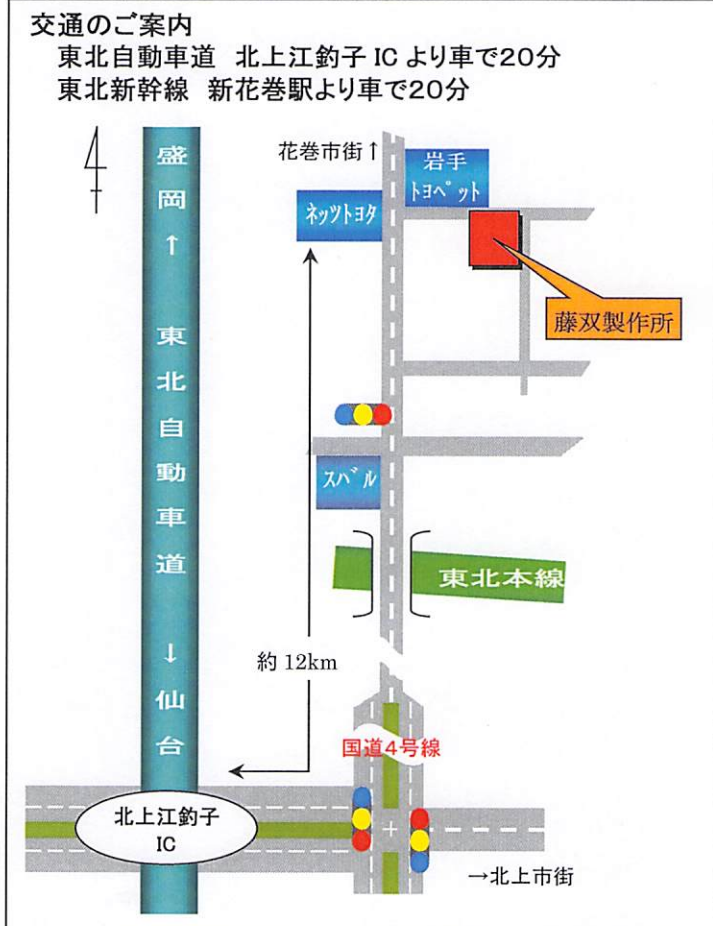 交通のご案内
東北自動車道 北上江釣子 IC より車で20分
東北新幹線 新花巻駅より車で20分
花巻市街↑
岩手
トヨペット
ネッツトヨタ
藤双製作所
盛岡 ↑ 東北自動車道 ↓ 仙台
スバル
東北本線
約 12km
国道4号線
北上江釣子
IC
→北上市街